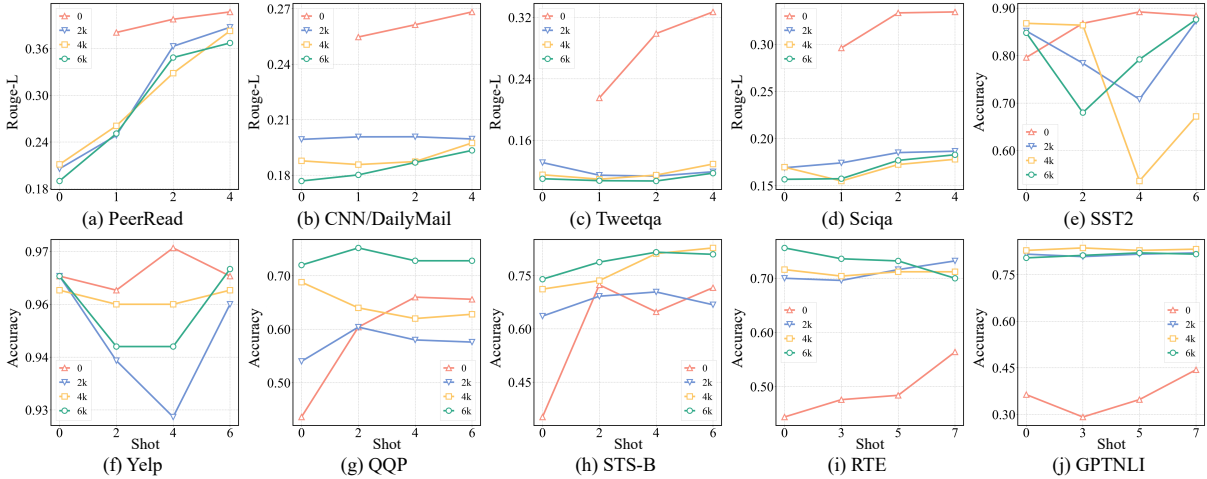 Rouge-L
0.36
0.30
0.24
0.18
0
2k
4k
6k
0 1 2 4
(a) PeerRead
Rouge-L
0.27
0.25
0.23
0.21
0.18
0
2k
4k
6k
0 1 2 4
(b) CNN/DailyMail
Rouge-L
0.32
0.24
0.16
0
2k
4k
6k
0 1 2 4
(c) Tweetqa
Rouge-L
0.30
0.25
0.20
0.15
0
2k
4k
6k
0 1 2 4
(d) Sciqa
Accuracy
0.90
0.80
0.70
0.60
0
2k
4k
6k
0 2 4 6
(e) SST2
Accuracy
0.97
0.96
0.94
0.93
0
2k
4k
6k
0 2 4 6
Shot
(f) Yelp
Accuracy
0.70
0.60
0.50
0
2k
4k
6k
0 2 4 6
Shot
(g) QQP
Accuracy
0.75
0.60
0.45
0
2k
4k
6k
0 2 4 6
Shot
(h) STS-B
Accuracy
0.70
0.60
0.50
0
2k
4k
6k
0 3 5 7
Shot
(i) RTE
Accuracy
0.75
0.60
0.45
0.30
0
2k
4k
6k
0 3 5 7
Shot
(j) GPTNLI